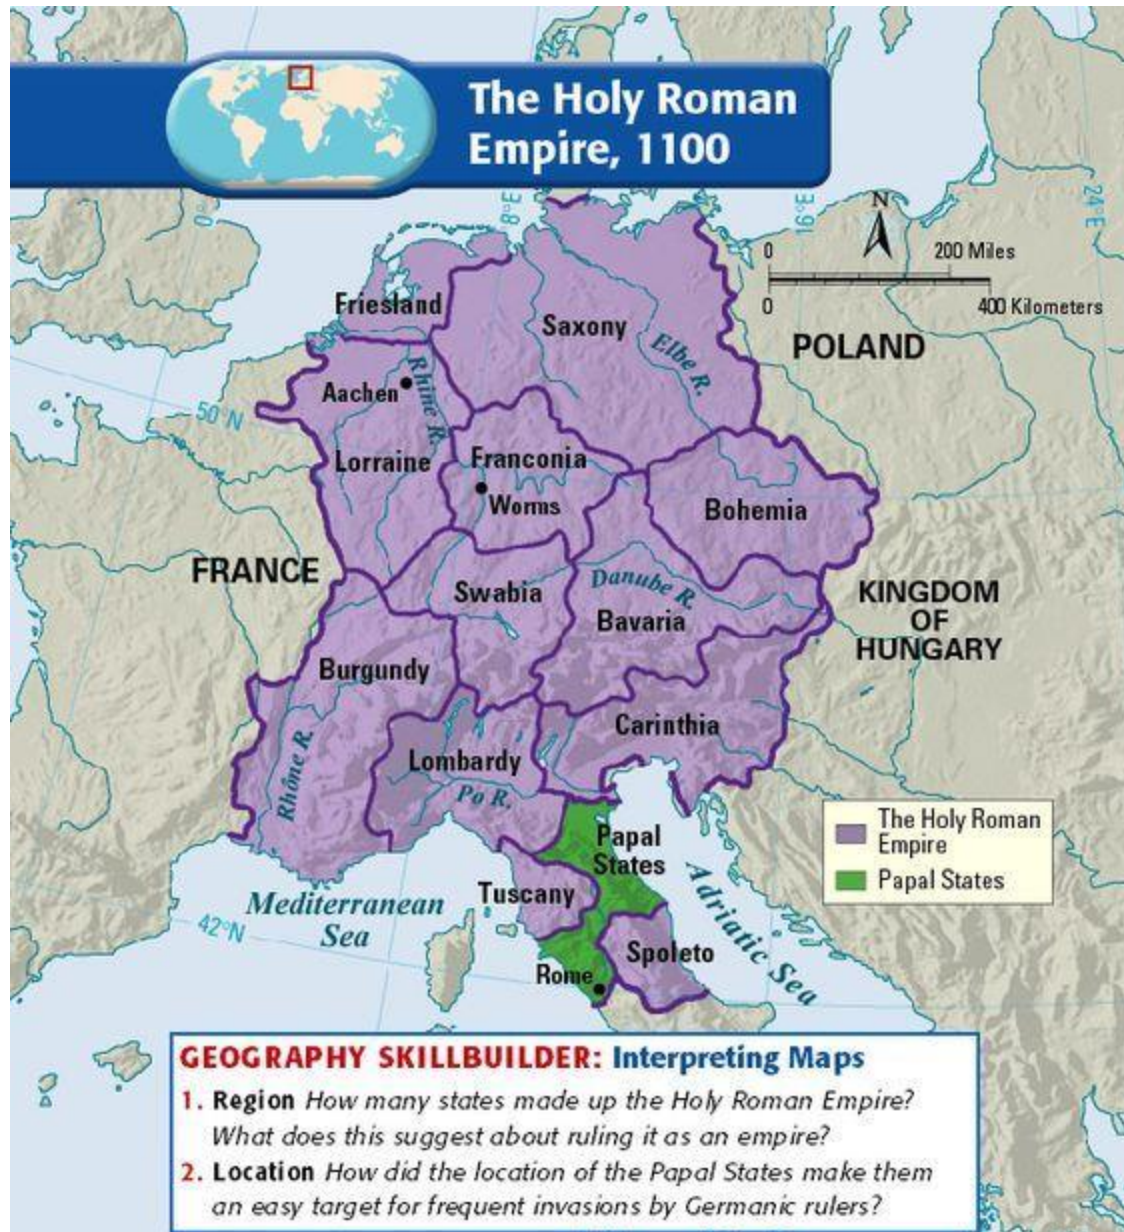 The Holy Roman
Empire, 1100
0°
8°E
16°E
24°E
N
0
200 Miles
0
400 Kilometers
Friesland
Saxony
Elbe R.
POLAND
Aachen
Rhine R.
50°N
Lorraine
Franconia
Worms
Bohemia
FRANCE
Swabia
Danube R.
Bavaria
KINGDOM
OF
HUNGARY
Burgundy
Carinthia
Rhône R.
Lombardy
Po R.
Papal
States
The Holy Roman
Empire
Papal States
Tuscany
Mediterranean
Sea
42°N
Adriatic Sea
Spoleto
Rome
GEOGRAPHY SKILLBUILDER: Interpreting Maps
1. Region How many states made up the Holy Roman Empire?
What does this suggest about ruling it as an empire?
2. Location How did the location of the Papal States make them
an easy target for frequent invasions by Germanic rulers?